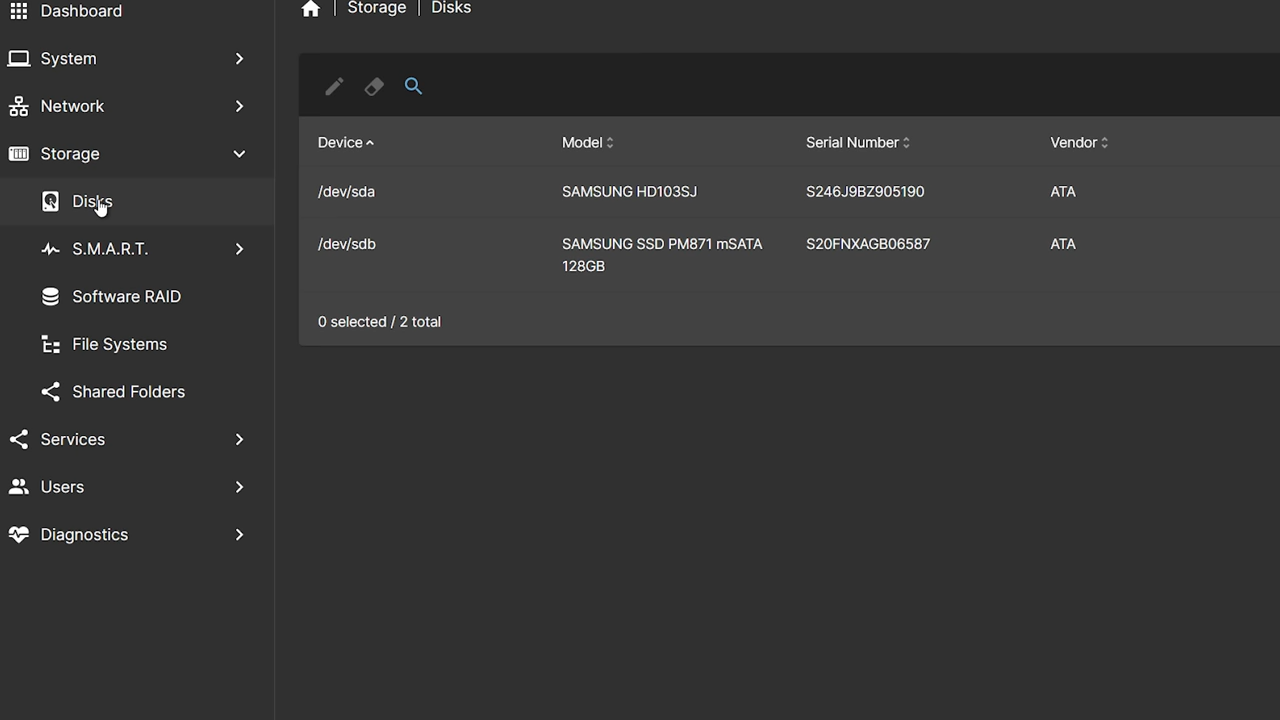 Dashboard
Storage Disks
System
Network
Storage
Disks
S.M.A.R.T.
Software RAID
File Systems
Shared Folders
Services
Users
Diagnostics
Device Model Serial Number Vendor
/dev/sda SAMSUNG HD103SJ S246J9BZ905190 ATA
/dev/sdb SAMSUNG SSD PM871 mSATA S20FNXAGB06587 ATA
128GB
0 selected / 2 total